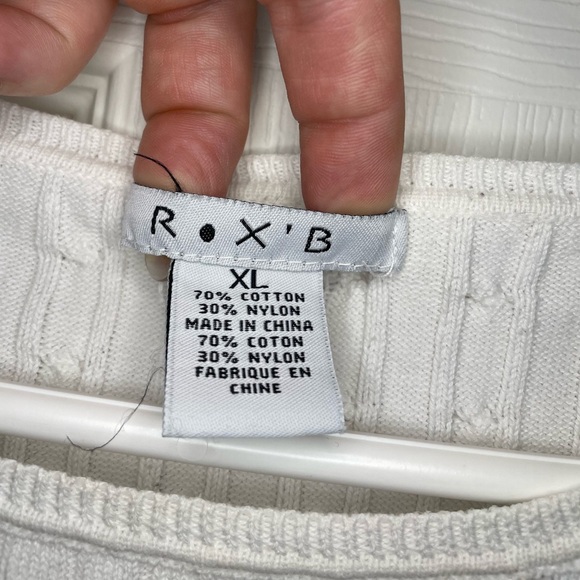 R•X'B
XL
70% COTTON
30% NYLON
MADE IN CHINA
70% COTON
30% NYLON
FABRIQUE EN
CHINE